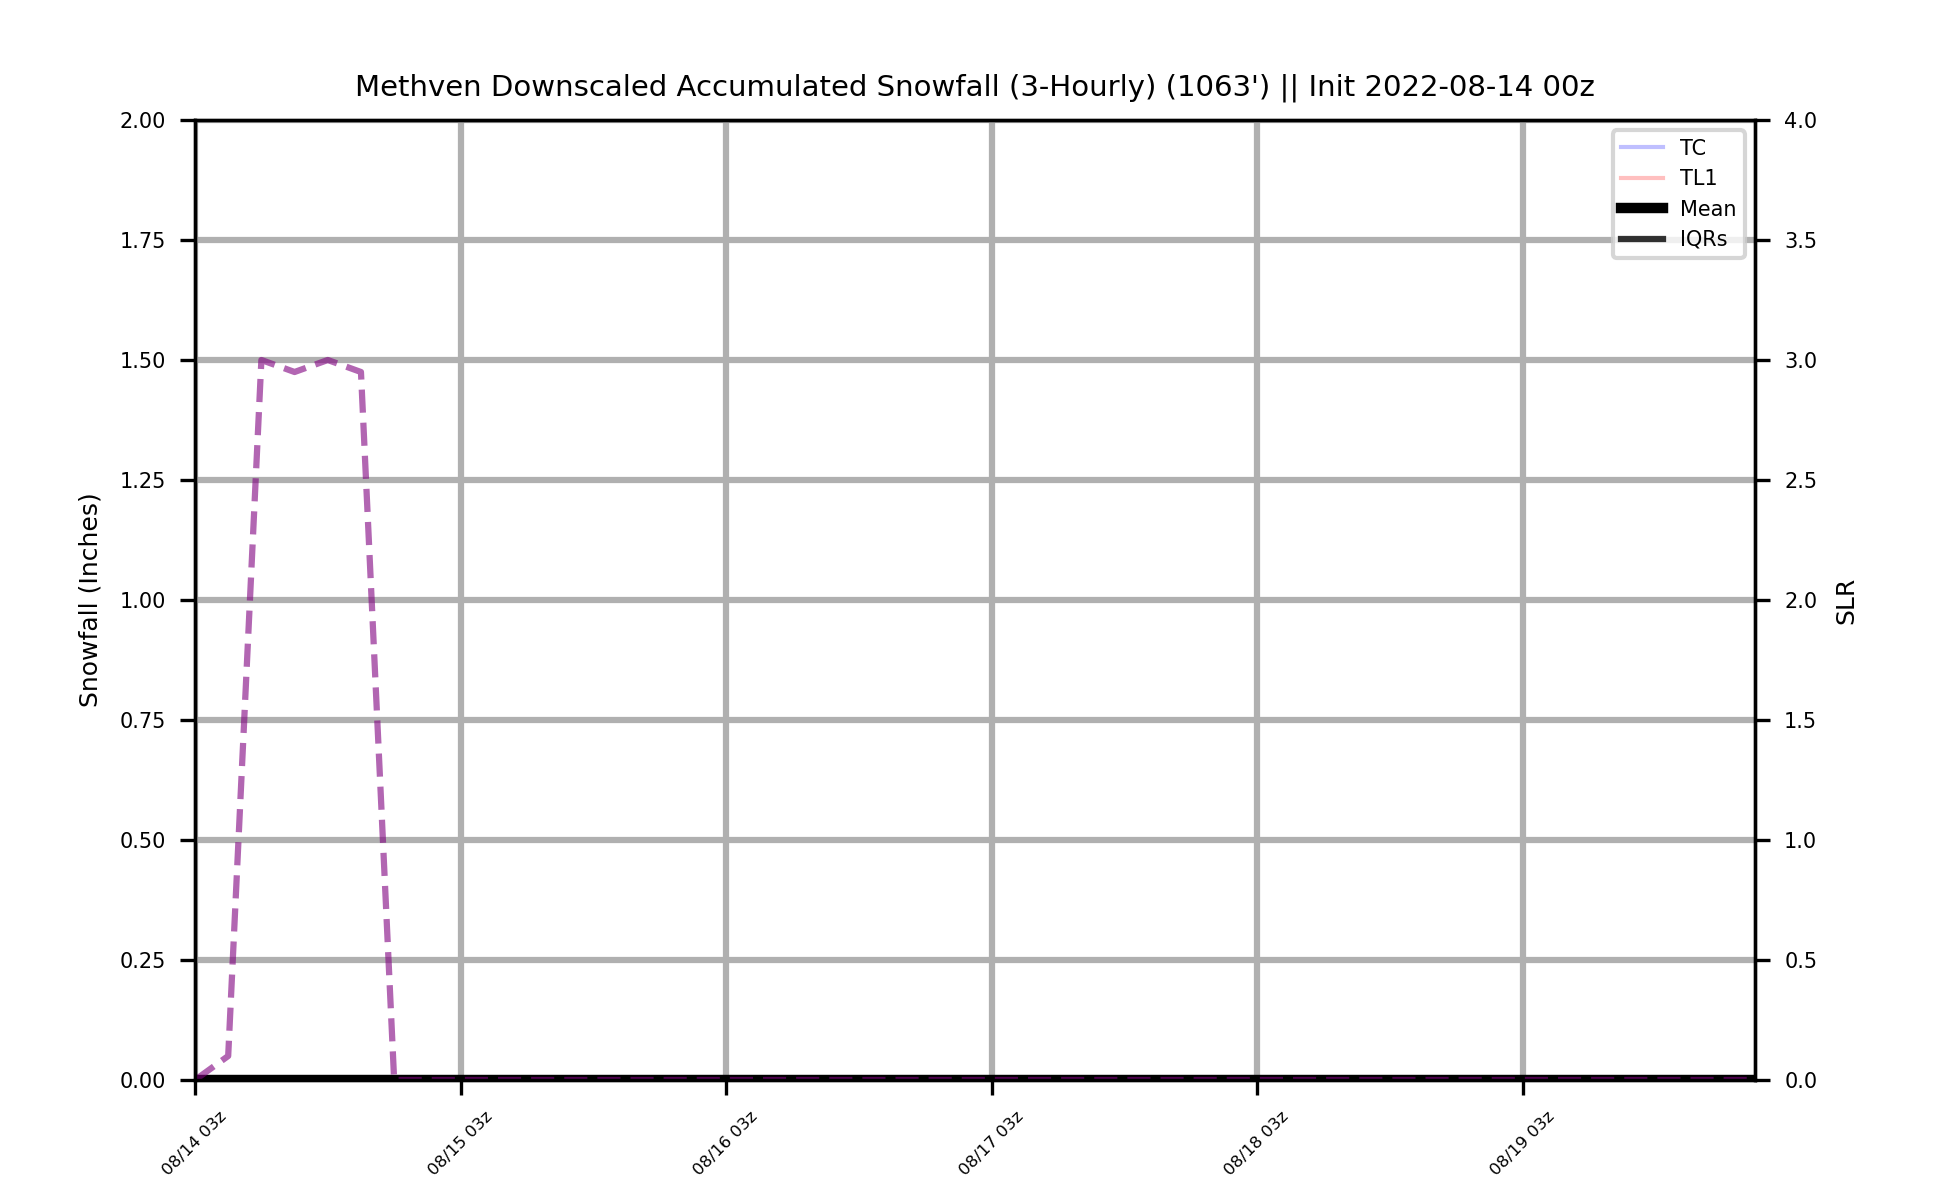 Methven Downscaled Accumulated Snowfall (3-Hourly) (1063') || Init 2022-08-14 00z
2.00
1.75
1.50
1.25
1.00
0.75
0.50
0.25
0.00
Snowfall (Inches)
4.0
3.5
3.0
2.5
2.0
1.5
1.0
0.5
0.0
SLR
TC
TL1
Mean
IQRs
08/14 03z
08/15 03z
08/16 03z
08/17 03z
08/18 03z
08/19 03z